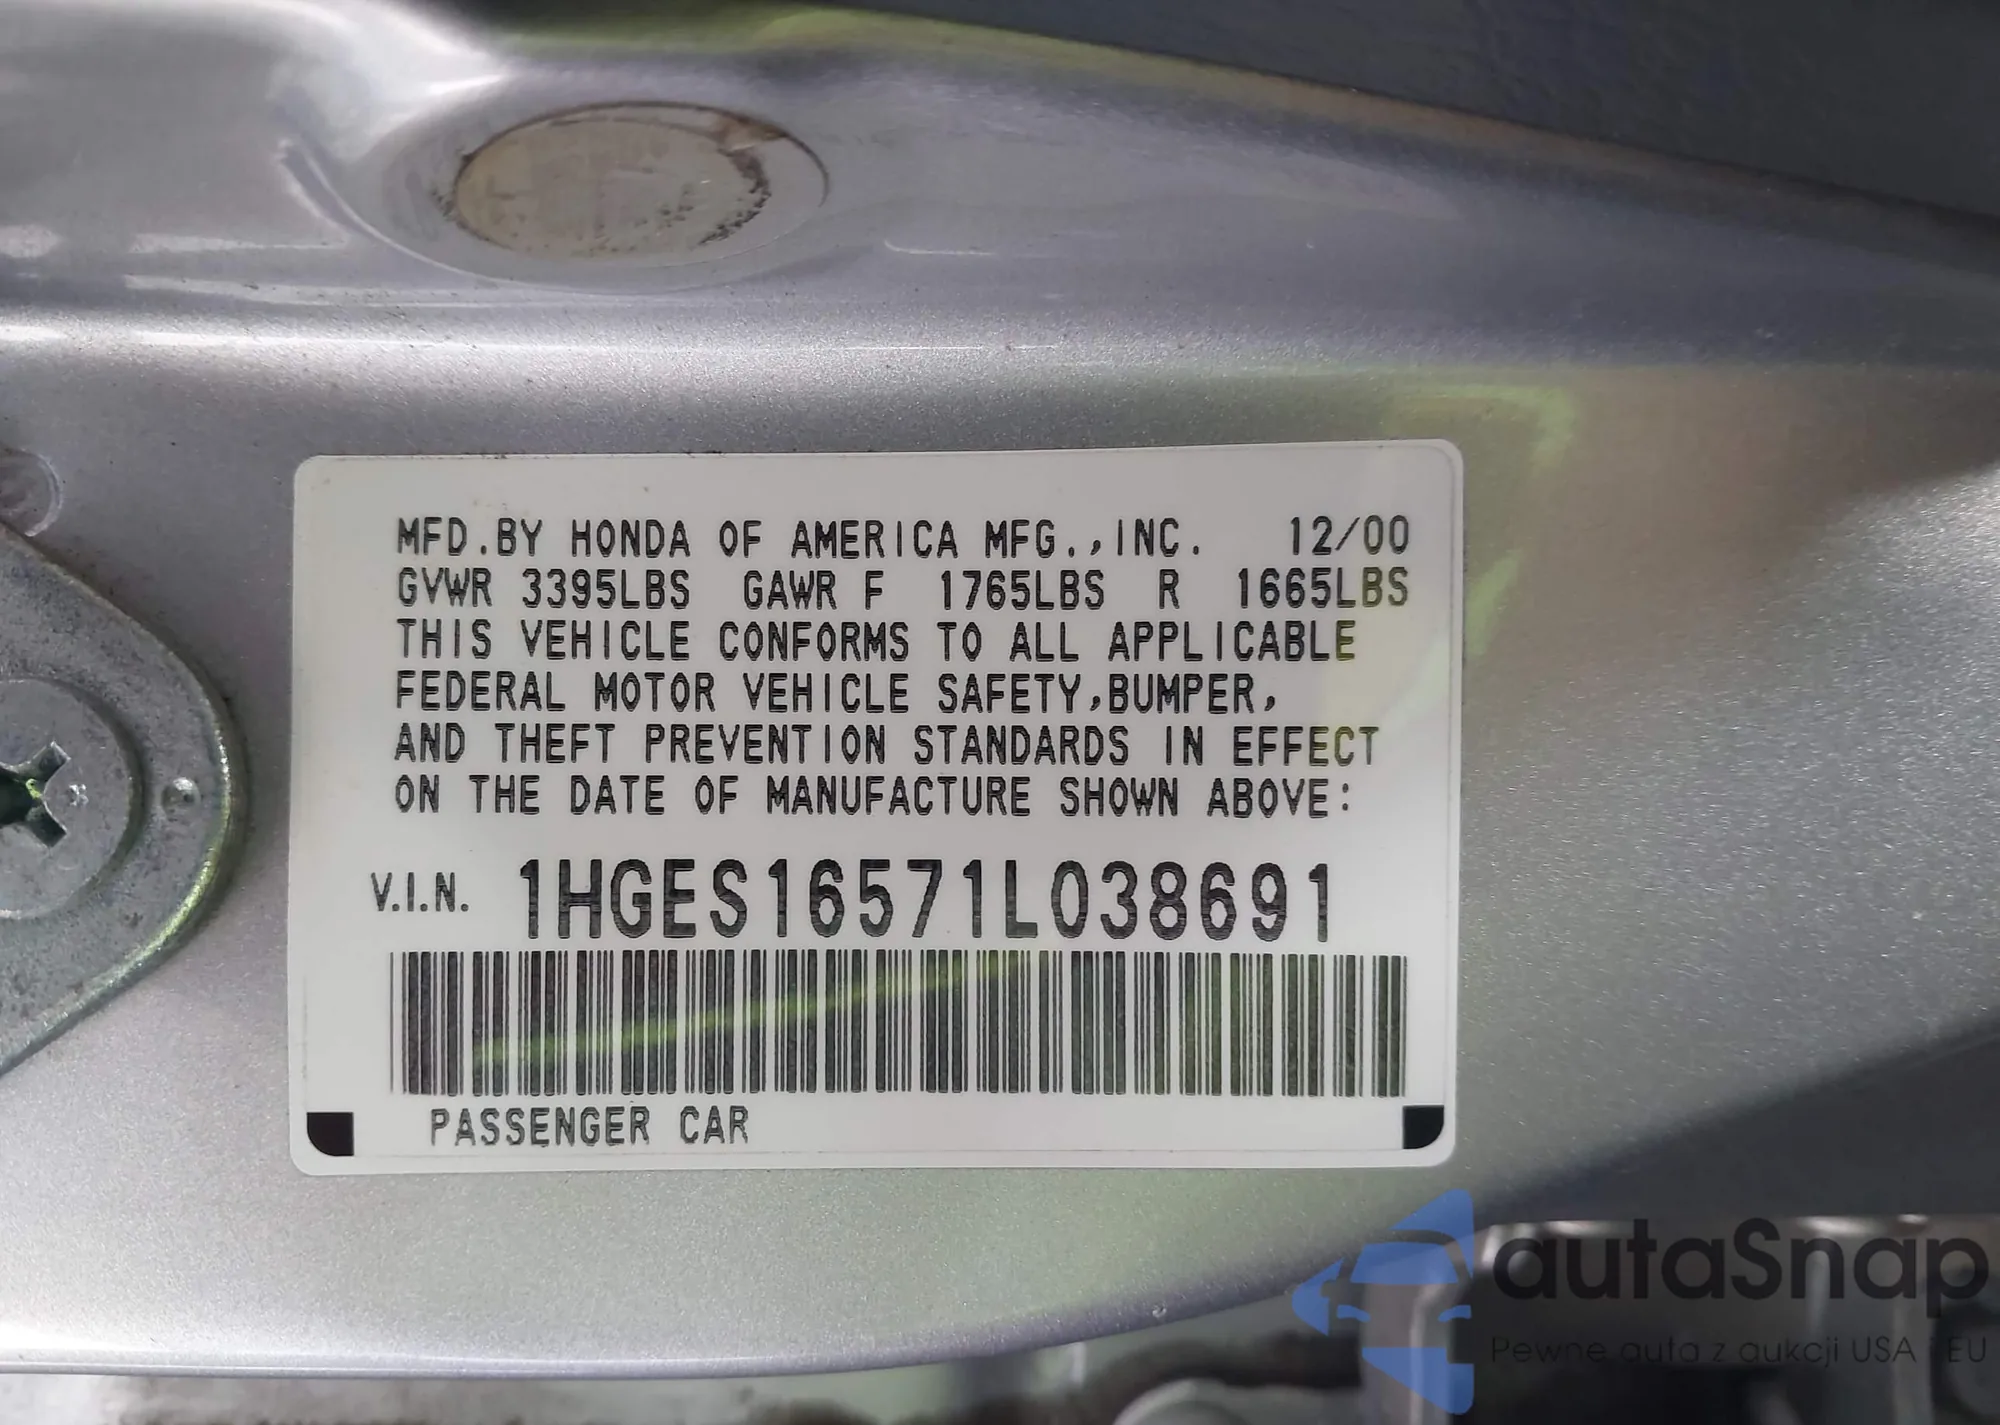 MFD.BY HONDA OF AMERICA MFG.,INC. 12/00
GVWR 3395LBS GAWR F 1765LBS R 1665LBS
THIS VEHICLE CONFORMS TO ALL APPLICABLE
FEDERAL MOTOR VEHICLE SAFETY,BUMPER,
AND THEFT PREVENTION STANDARDS IN EFFECT
ON THE DATE OF MANUFACTURE SHOWN ABOVE:
V.I.N. 1HGES16571L038691
PASSENGER CAR
autaSnap
Pewne auta z aukcji USA i EU